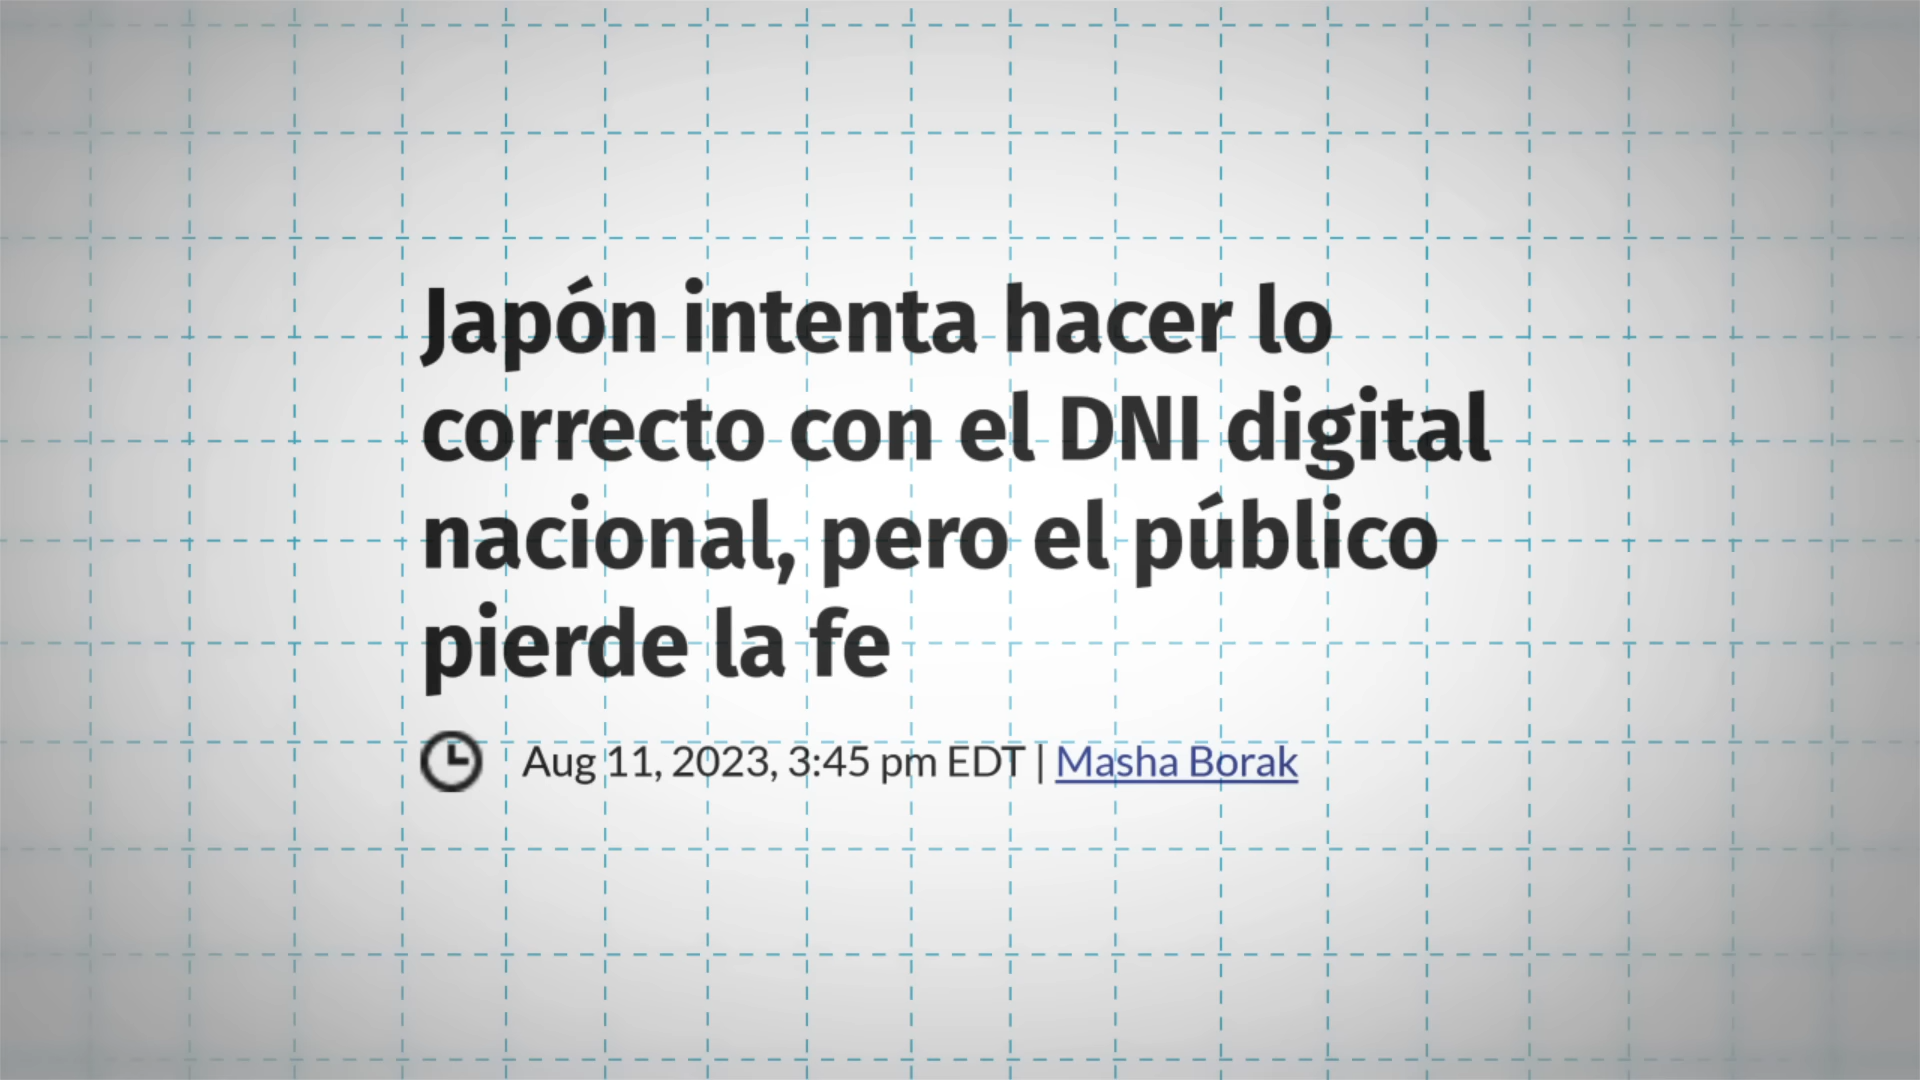 Japón intenta hacer lo
correcto con el DNI digital
nacional, pero el público
pierde la fe
Aug 11, 2023, 3:45 pm EDT | Masha Borak